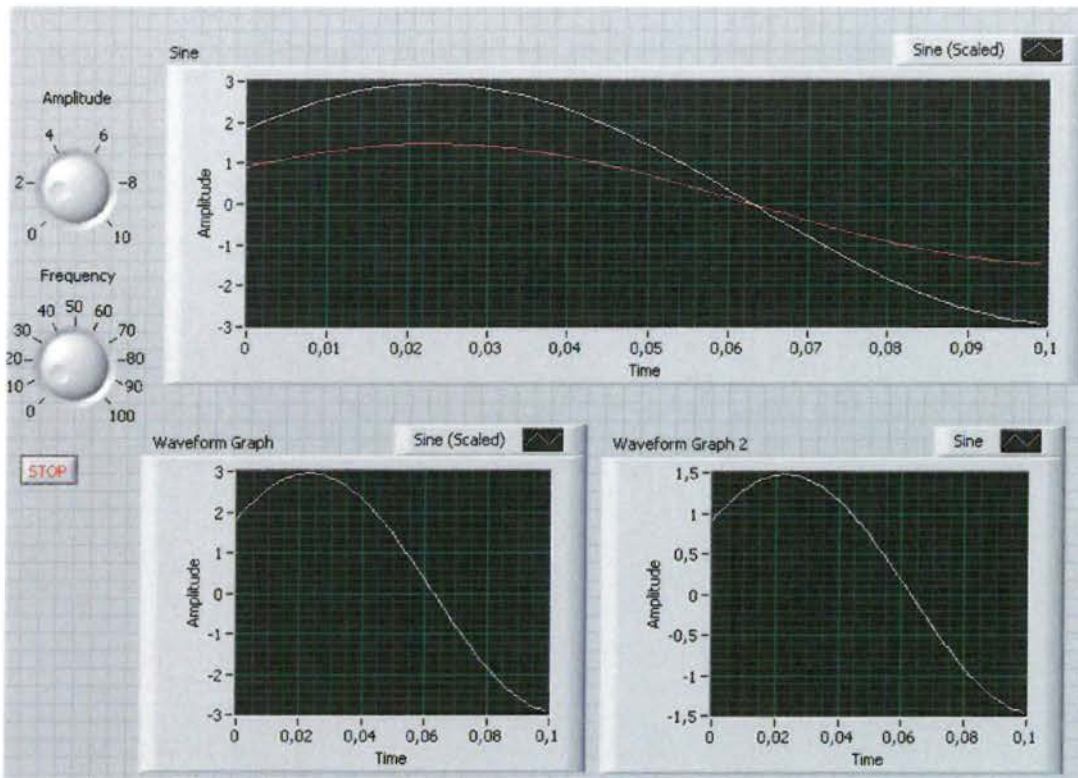 Sine
Sine (Scaled)
Amplitude
0 2 4 6 8 10
Frequency
0 10 20 30 40 50 60 70 80 90 100
STOP
Amplitude
3
2
1
0
-1
-2
-3
0 0,01 0,02 0,03 0,04 0,05 0,06 0,07 0,08 0,09 0,1
Time
Waveform Graph
Sine (Scaled)
Amplitude
3
2
1
0
-1
-2
-3
0 0,02 0,04 0,06 0,08 0,1
Time
Waveform Graph 2
Sine
Amplitude
1,5
1
0,5
0
-0,5
-1
-1,5
0 0,02 0,04 0,06 0,08 0,1
Time